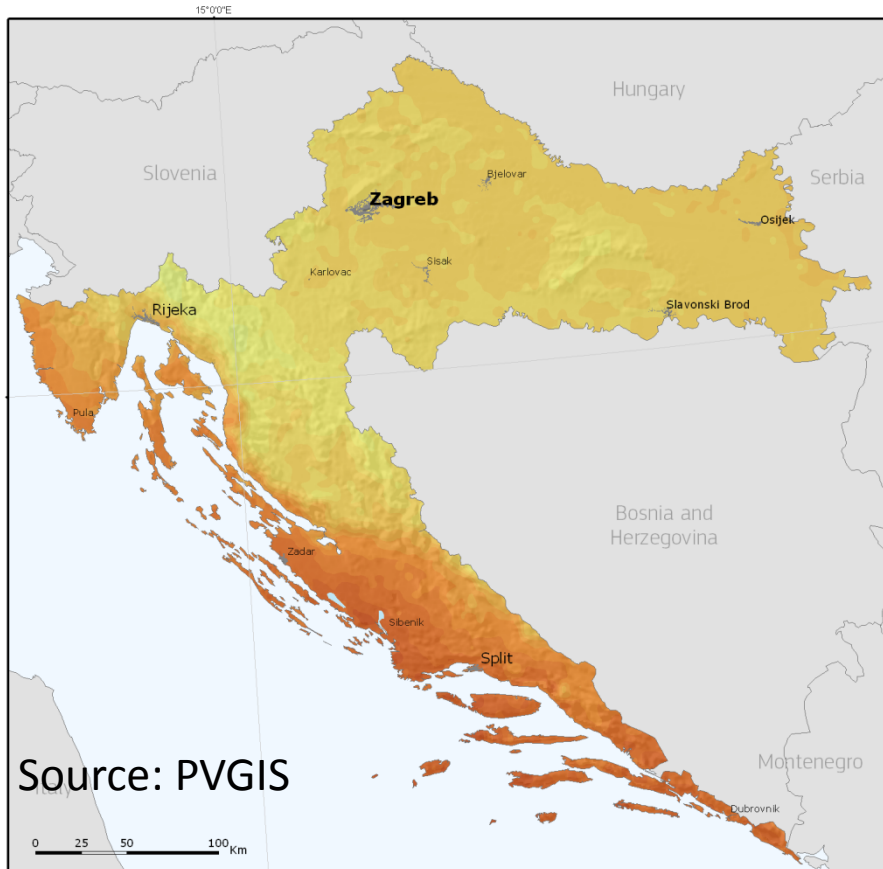 15°0'0"E
Hungary
Slovenia
Serbia
Bjelovar
Zagreb
Osijek
Sisak
Karlovac
Rijeka
Slavonski Brod
Pula
Bosnia and
Herzegovina
Zadar
Sibenik
Split
Montenegro
Source: PVGIS
Italy
Dubrovnik
0 25 50 100 Km